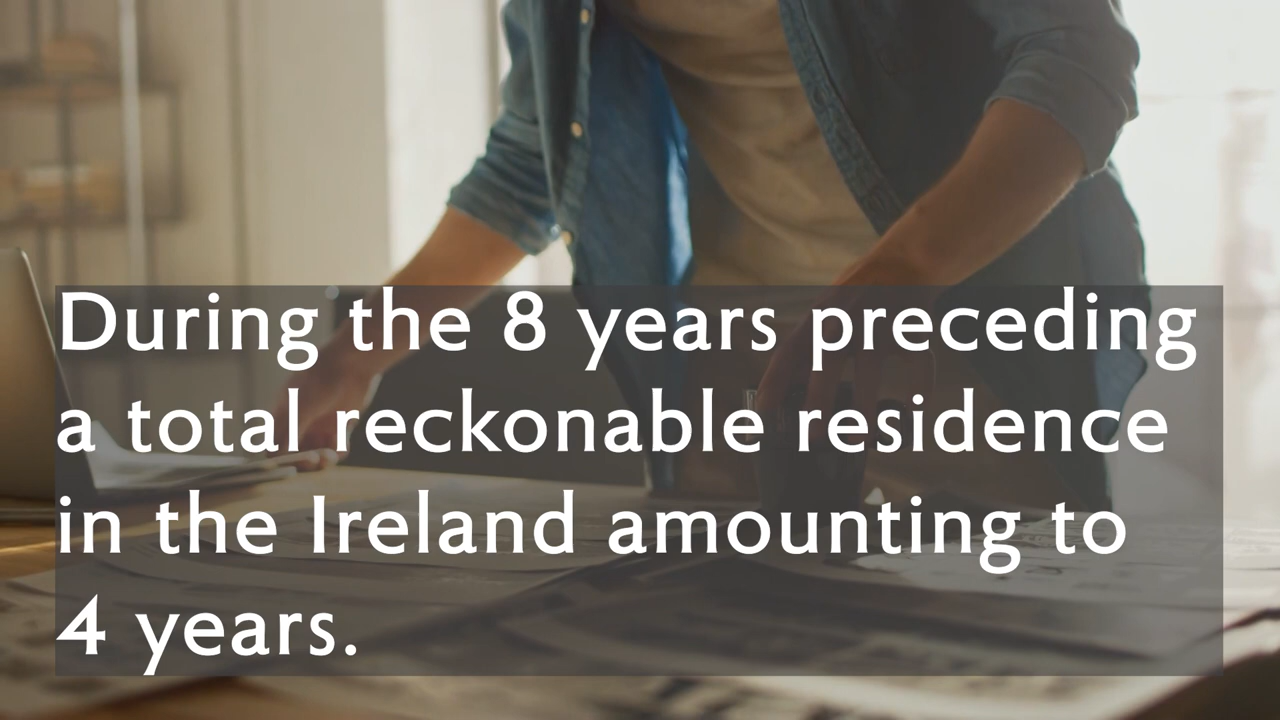 During the 8 years preceding
a total reckonable residence
in the Ireland amounting to
4 years.